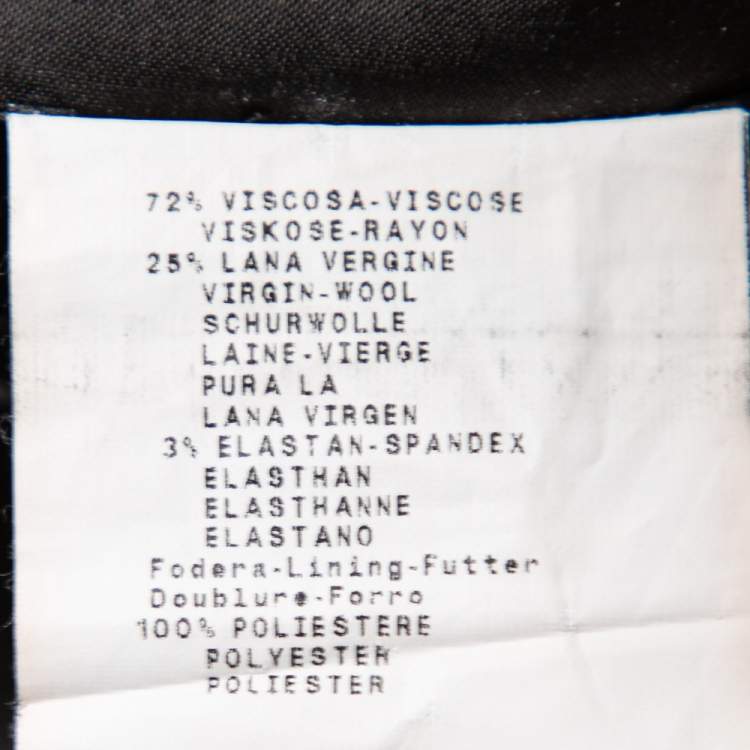 72% VISCOSA-VISCOSE
VISKOSE-RAYON
25% LANA VERGINE
VIRGIN-WOOL
SCHURWOLLE
LAINE-VIERGE
PURA LA
LANA VIRGEN
3% ELASTAN-SPANDEX
ELASTHAN
ELASTHANNE
ELASTANO
Fodera-Lining-Futter
Doublure-Forro
100% POLIESTERE
POLYESTER
POLIESTER